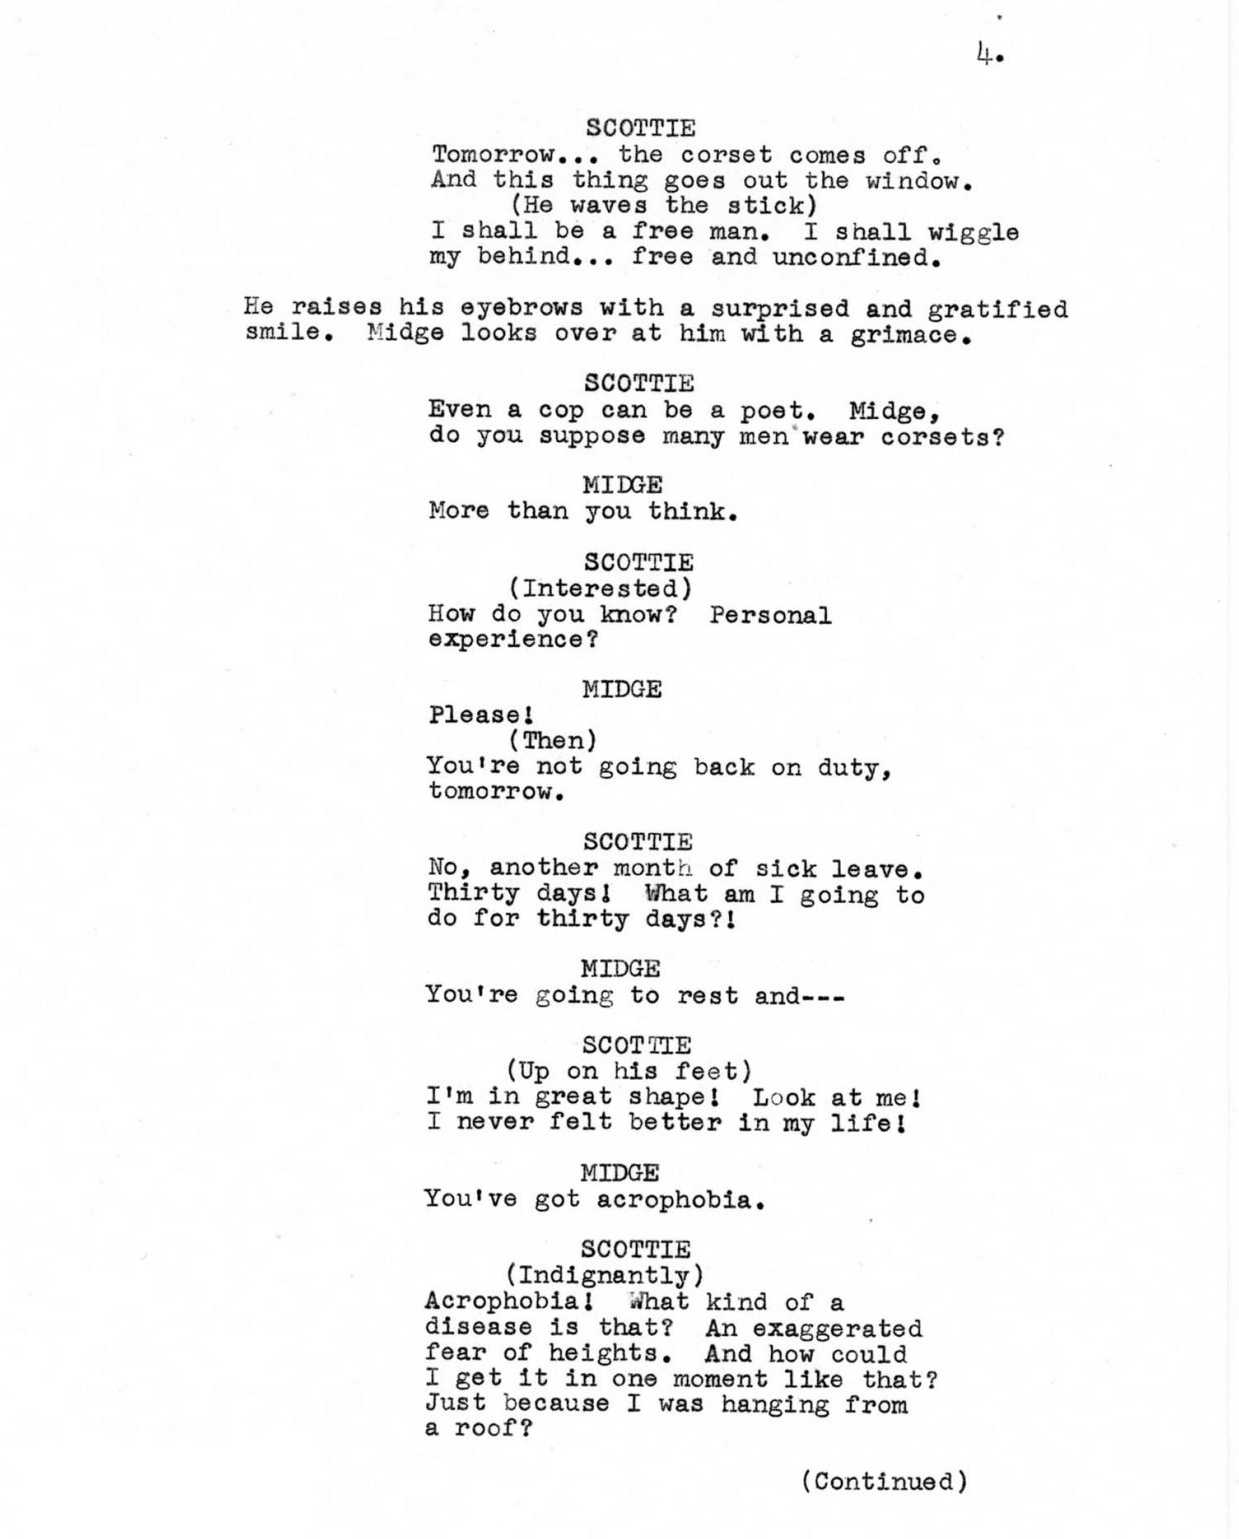 4.
SCOTTIE
Tomorrow... the corset comes off.
And this thing goes out the window.
(He waves the stick)
I shall be a free man. I shall wiggle
my behind... free and unconfined.
He raises his eyebrows with a surprised and gratified
smile. Midge looks over at him with a grimace.
SCOTTIE
Even a cop can be a poet. Midge,
do you suppose many men wear corsets?
MIDGE
More than you think.
SCOTTIE
(Interested)
How do you know? Personal
experience?
MIDGE
Please!
(Then)
You're not going back on duty,
tomorrow.
SCOTTIE
No, another month of sick leave.
Thirty days! What am I going to
do for thirty days?!
MIDGE
You're going to rest and---
SCOTTIE
(Up on his feet)
I'm in great shape! Look at me!
I never felt better in my life!
MIDGE
You've got acrophobia.
SCOTTIE
(Indignantly)
Acrophobia! What kind of a
disease is that? An exaggerated
fear of heights. And how could
I get it in one moment like that?
Just because I was hanging from
a roof?
(Continued)